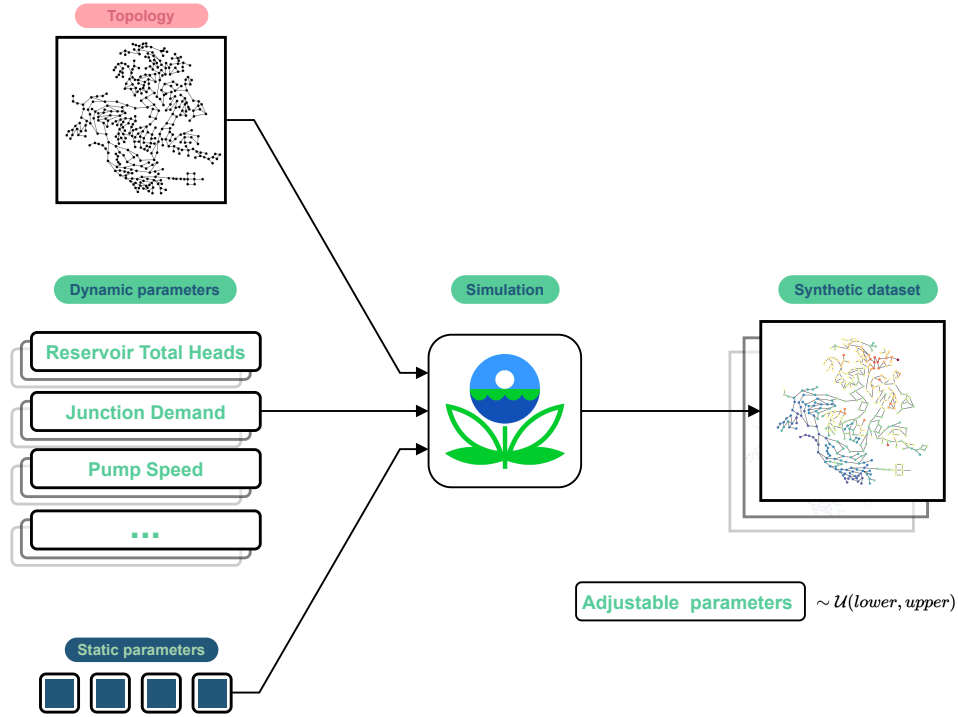 Topology
Dynamic parameters
Simulation
Synthetic dataset
Reservoir Total Heads
Junction Demand
Pump Speed
...
Adjustable parameters
~ U(lower, upper)
Static parameters